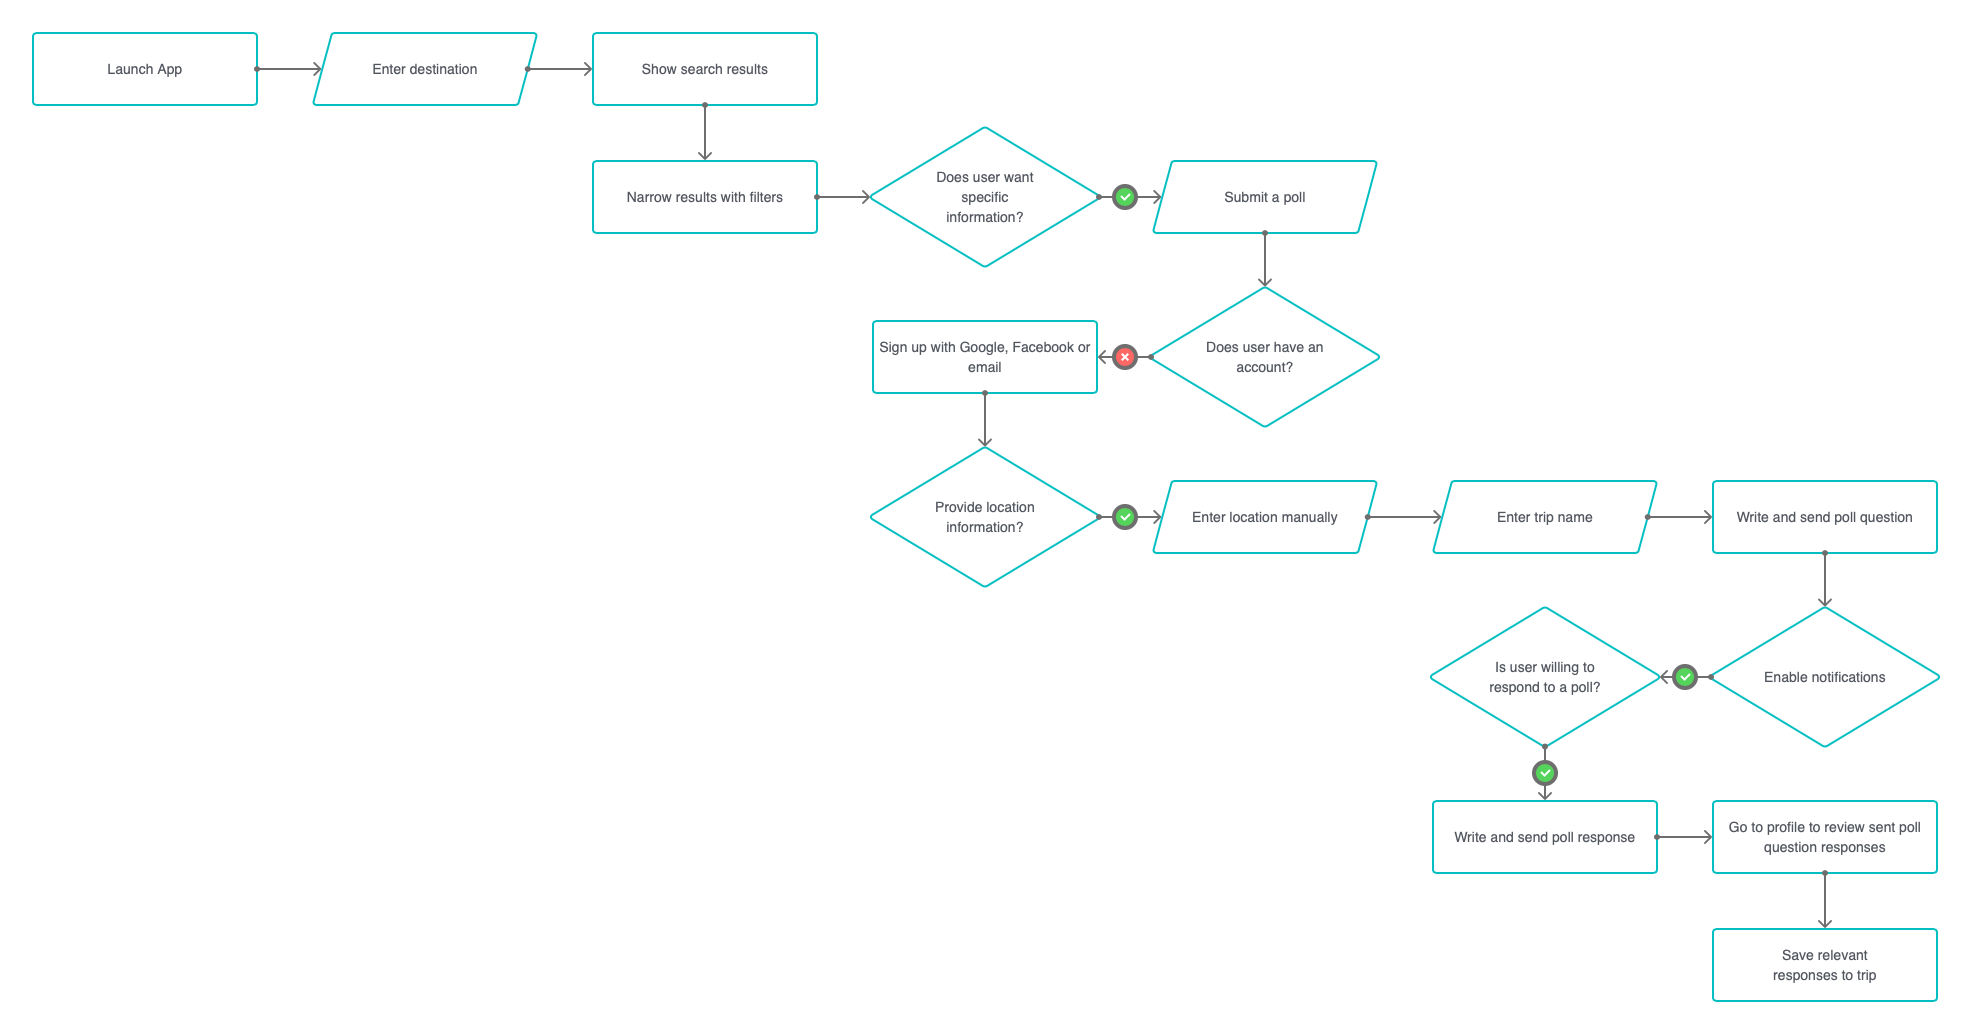 Launch App
Enter destination
Show search results
Narrow results with filters
Does user want
specific
information?
Submit a poll
Does user have an
account?
Sign up with Google, Facebook or
email
Provide location
information?
Enter location manually
Enter trip name
Write and send poll question
Enable notifications
Is user willing to
respond to a poll?
Write and send poll response
Go to profile to review sent poll
question responses
Save relevant
responses to trip